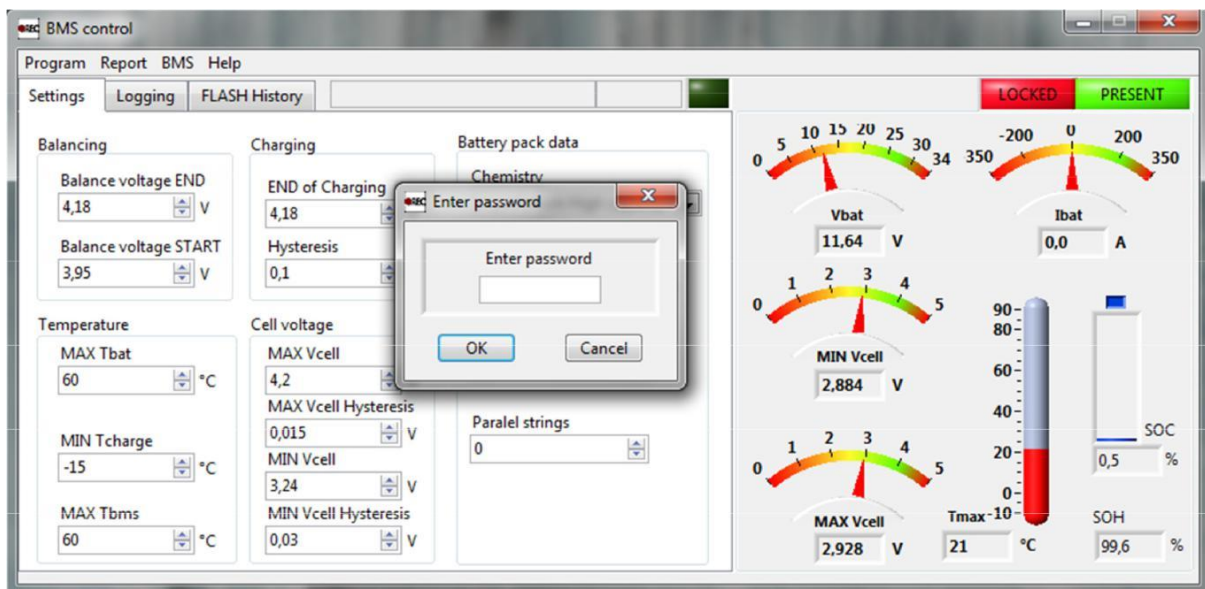 REC BMS control
Program Report BMS Help
Settings Logging FLASH History
LOCKED PRESENT
Balancing
Balance voltage END
4,18 V
Balance voltage START
3,95 V
Charging
END of Charging
4,18
Hysteresis
0,1
Battery pack data
Chemistry
Temperature
MAX Tbat
60 °C
MIN Tcharge
-15 °C
MAX Tbms
60 °C
Cell voltage
MAX Vcell
4,2
MAX Vcell Hysteresis
0,015 V
MIN Vcell
3,24 V
MIN Vcell Hysteresis
0,03 V
Paralel strings
0
REC Enter password
Enter password
OK Cancel
0 5 10 15 20 25 30 34
Vbat
11,64 V
350 -200 0 200 350
Ibat
0,0 A
0 1 2 3 4 5
MIN Vcell
2,884 V
0 1 2 3 4 5
MAX Vcell
2,928 V
90
80
60
40
20
0
-10
Tmax
21 °C
SOC
0,5 %
SOH
99,6 %